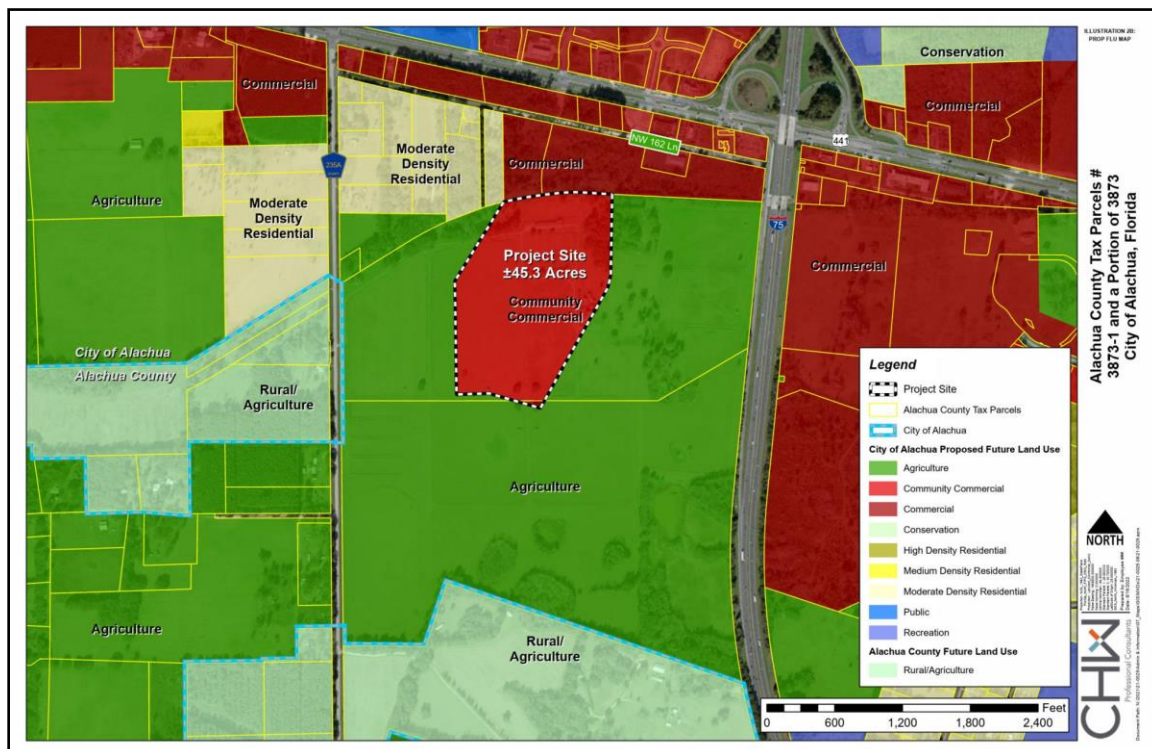 ILLUSTRATION 2B:
PROP FLU MAP
Alachua County Tax Parcels #
3873-1 and a Portion of 3873
City of Alachua, Florida
Conservation
Commercial
Commercial
441
NW 162 Ln
Moderate
Density
Residential
Commercial
235A
Agriculture
Moderate
Density
Residential
75
Project Site
±45.3 Acres
Commercial
Community
Commercial
City of Alachua
Alachua County
Rural/
Agriculture
Agriculture
Agriculture
Rural/
Agriculture
Legend
Project Site
Alachua County Tax Parcels
City of Alachua
City of Alachua Proposed Future Land Use
Agriculture
Community Commercial
Commercial
Conservation
High Density Residential
Medium Density Residential
Moderate Density Residential
Public
Recreation
Alachua County Future Land Use
Rural/Agriculture
Feet
0 600 1,200 1,800 2,400
NORTH
CHW
Professional Consultants